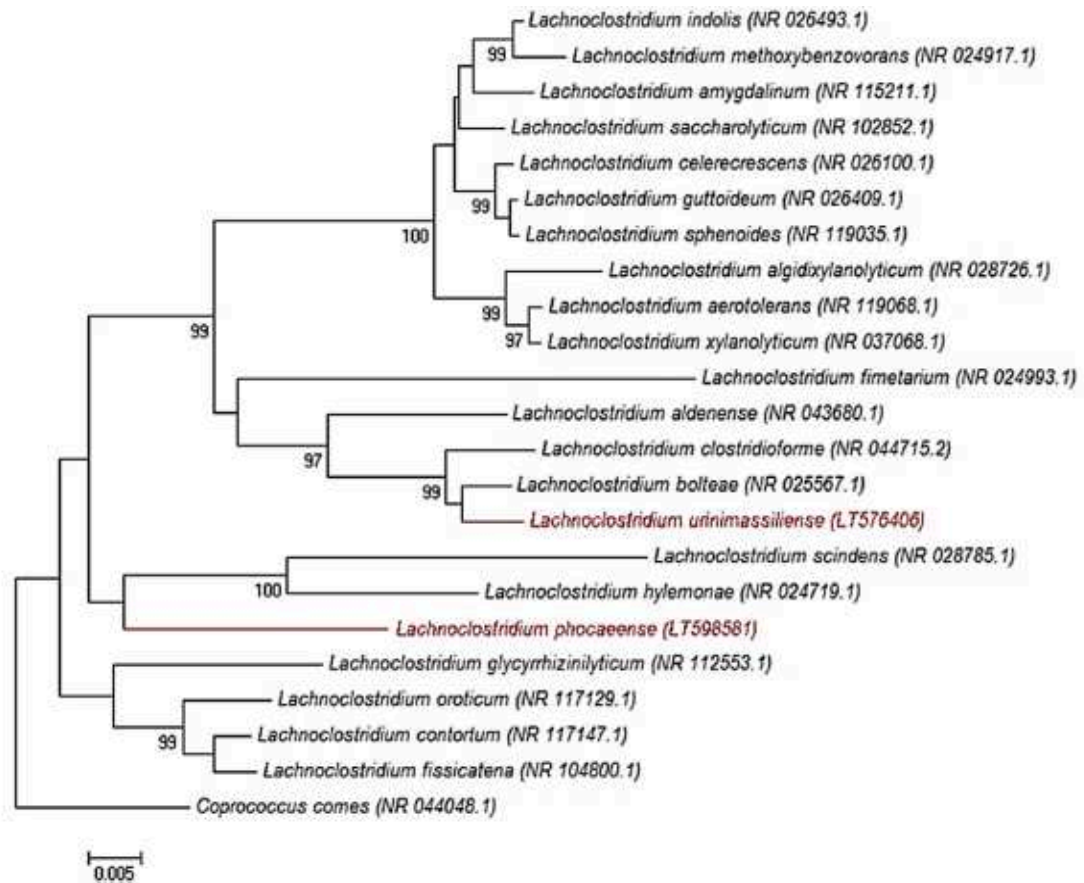 Lachnoclostridium indolis (NR 026493.1)
99
Lachnoclostridium methoxybenzovorans (NR 024917.1)
Lachnoclostridium amygdalinum (NR 115211.1)
Lachnoclostridium saccharolyticum (NR 102852.1)
Lachnoclostridium celerecrescens (NR 026100.1)
Lachnoclostridium guttoideum (NR 026409.1)
99
Lachnoclostridium sphenoides (NR 119035.1)
100
Lachnoclostridium algidixylanolyticum (NR 028726.1)
Lachnoclostridium aerotolerans (NR 119068.1)
99
99
97
Lachnoclostridium xylanolyticum (NR 037068.1)
Lachnoclostridium fimetarium (NR 024993.1)
Lachnoclostridium aldenense (NR 043680.1)
Lachnoclostridium clostridioforme (NR 044715.2)
97
Lachnoclostridium bolteae (NR 025567.1)
99
Lachnoclostridium urinimassiliense (LT576406)
Lachnoclostridium scindens (NR 028785.1)
100
Lachnoclostridium hylemonae (NR 024719.1)
Lachnoclostridium phocaeense (LT598581)
Lachnoclostridium glycyrrhizinilyticum (NR 112553.1)
Lachnoclostridium oroticum (NR 117129.1)
Lachnoclostridium contortum (NR 117147.1)
99
Lachnoclostridium fissicatena (NR 104800.1)
Coprococcus comes (NR 044048.1)
0.005